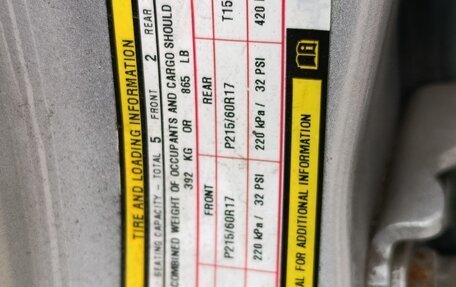 TIRE AND LOADING INFORMATION
SEATING CAPACITY - TOTAL 5 FRONT 2 REAR
COMBINED WEIGHT OF OCCUPANTS AND CARGO SHOULD
392 KG OR 865 LB
FRONT REAR
P215/60R17 P215/60R17 T15
220 kPa / 32 PSI 220 kPa / 32 PSI 420
AL FOR ADDITIONAL INFORMATION